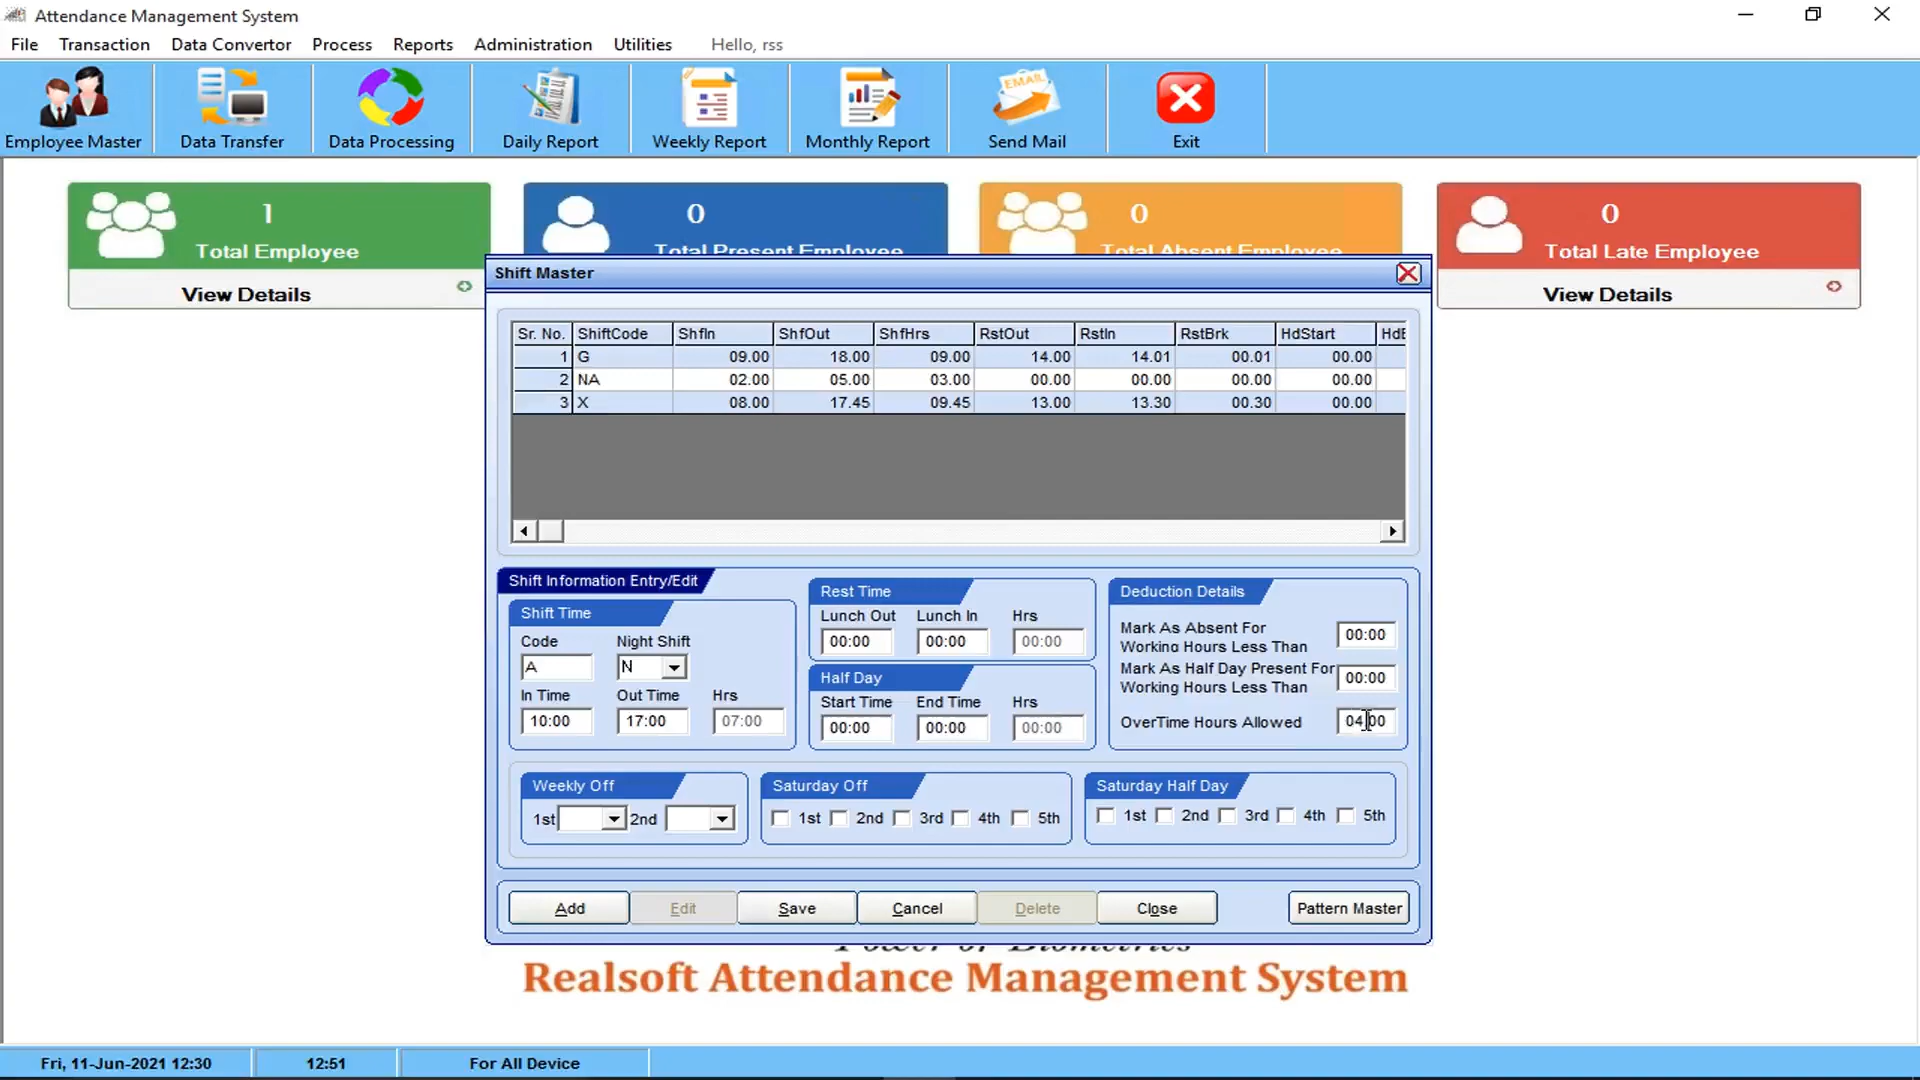 Attendance Management System
File Transaction Data Convertor Process Reports Administration Utilities Hello, rss
Employee Master Data Transfer Data Processing Daily Report Weekly Report Monthly Report EMAIL Send Mail Exit
1 0 0 0
Total Employee Total Present Employee Total Absent Employee Total Late Employee
View Details View Details
Shift Master
Sr. No. ShiftCode ShfIn ShfOut ShfHrs RstOut RstIn RstBrk HdStart HdE
1 G 09.00 18.00 09.00 14.00 14.01 00.01 00.00
2 NA 02.00 05.00 03.00 00.00 00.00 00.00 00.00
3 X 08.00 17.45 09.45 13.00 13.30 00.30 00.00
Shift Information Entry/Edit
Shift Time
Code Night Shift
A N
In Time Out Time Hrs
10:00 17:00 07:00
Rest Time
Lunch Out Lunch In Hrs
00:00 00:00 00:00
Half Day
Start Time End Time Hrs
00:00 00:00 00:00
Deduction Details
Mark As Absent For
Working Hours Less Than 00:00
Mark As Half Day Present For
Working Hours Less Than 00:00
OverTime Hours Allowed 04:00
Weekly Off
1st 2nd
Saturday Off
1st 2nd 3rd 4th 5th
Saturday Half Day
1st 2nd 3rd 4th 5th
Add Edit Save Cancel Delete Close Pattern Master
Power of Biometrics
Realsoft Attendance Management System
Fri, 11-Jun-2021 12:30 12:51 For All Device